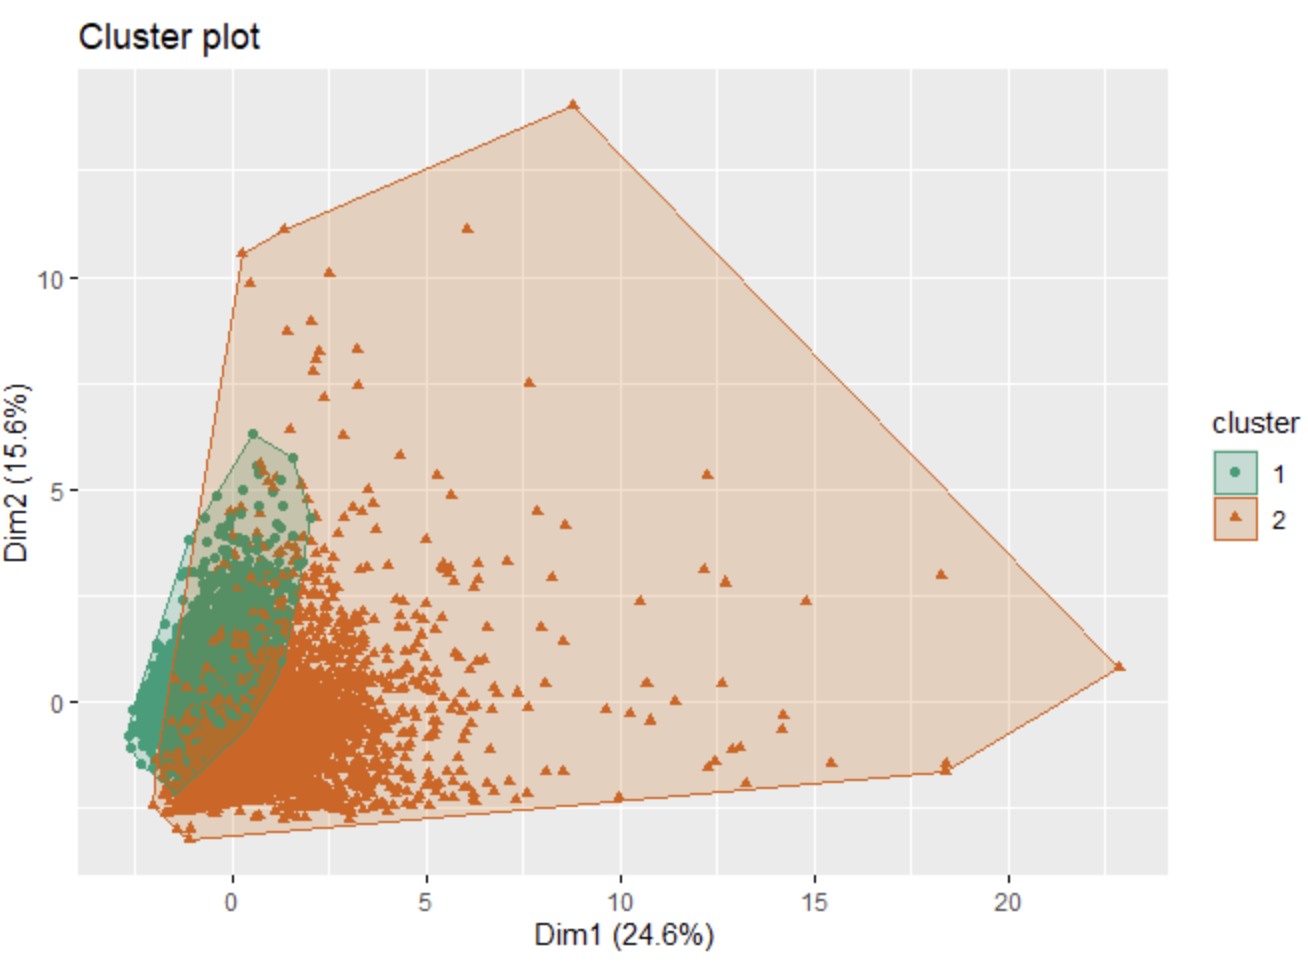 Cluster plot
10
5
0
Dim2 (15.6%)
0 5 10 15 20
Dim1 (24.6%)
cluster
1
2